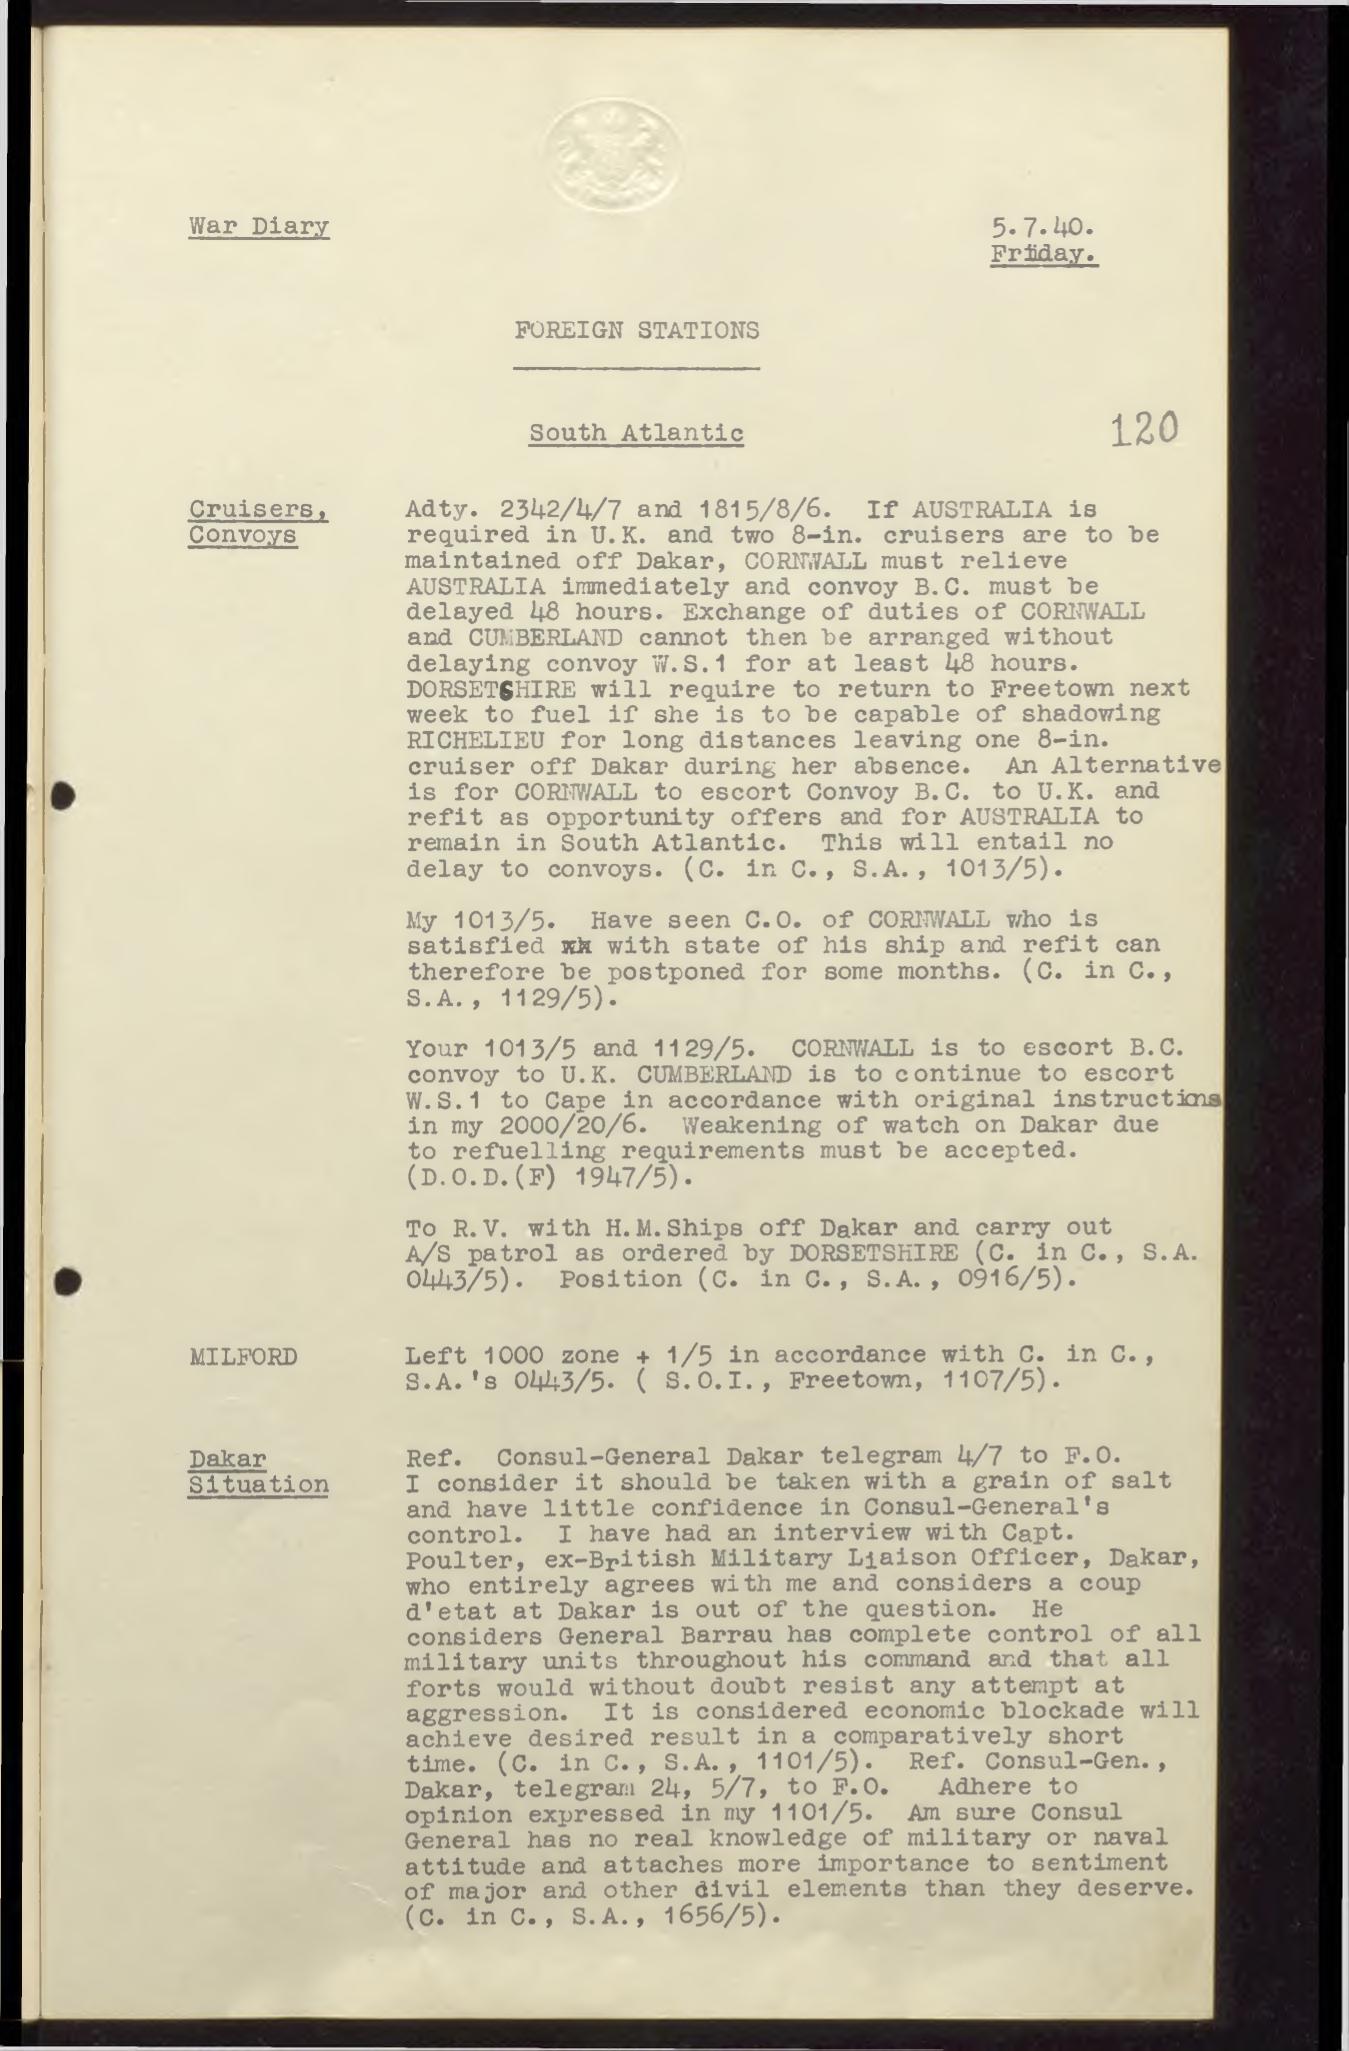 War Diary
5.7.40.
Friday.
FOREIGN STATIONS
South Atlantic
120
Cruisers,
Convoys
Adty. 2342/4/7 and 1815/8/6. If AUSTRALIA is
required in U.K. and two 8-in. cruisers are to be
maintained off Dakar, CORNWALL must relieve
AUSTRALIA immediately and convoy B.C. must be
delayed 48 hours. Exchange of duties of CORNWALL
and CUMBERLAND cannot then be arranged without
delaying convoy W.S.1 for at least 48 hours.
DORSETSHIRE will require to return to Freetown next
week to fuel if she is to be capable of shadowing
RICHELIEU for long distances leaving one 8-in.
cruiser off Dakar during her absence. An Alternative
is for CORNWALL to escort Convoy B.C. to U.K. and
refit as opportunity offers and for AUSTRALIA to
remain in South Atlantic. This will entail no
delay to convoys. (C. in C., S.A., 1013/5).
My 1013/5. Have seen C.O. of CORNWALL who is
satisfied xx with state of his ship and refit can
therefore be postponed for some months. (C. in C.,
S.A., 1129/5).
Your 1013/5 and 1129/5. CORNWALL is to escort B.C.
convoy to U.K. CUMBERLAND is to continue to escort
W.S.1 to Cape in accordance with original instructions
in my 2000/20/6. Weakening of watch on Dakar due
to refuelling requirements must be accepted.
(D.O.D.(F) 1947/5).
To R.V. with H.M.Ships off Dakar and carry out
A/S patrol as ordered by DORSETSHIRE (C. in C., S.A.
0443/5). Position (C. in C., S.A., 0916/5).
MILFORD
Left 1000 zone + 1/5 in accordance with C. in C.,
S.A.'s 0443/5. ( S.O.I., Freetown, 1107/5).
Dakar
Situation
Ref. Consul-General Dakar telegram 4/7 to F.O.
I consider it should be taken with a grain of salt
and have little confidence in Consul-General's
control. I have had an interview with Capt.
Poulter, ex-British Military Liaison Officer, Dakar,
who entirely agrees with me and considers a coup
d'etat at Dakar is out of the question. He
considers General Barrau has complete control of all
military units throughout his command and that all
forts would without doubt resist any attempt at
aggression. It is considered economic blockade will
achieve desired result in a comparatively short
time. (C. in C., S.A., 1101/5). Ref. Consul-Gen.,
Dakar, telegram 24, 5/7, to F.O. Adhere to
opinion expressed in my 1101/5. Am sure Consul
General has no real knowledge of military or naval
attitude and attaches more importance to sentiment
of major and other divil elements than they deserve.
(C. in C., S.A., 1656/5).